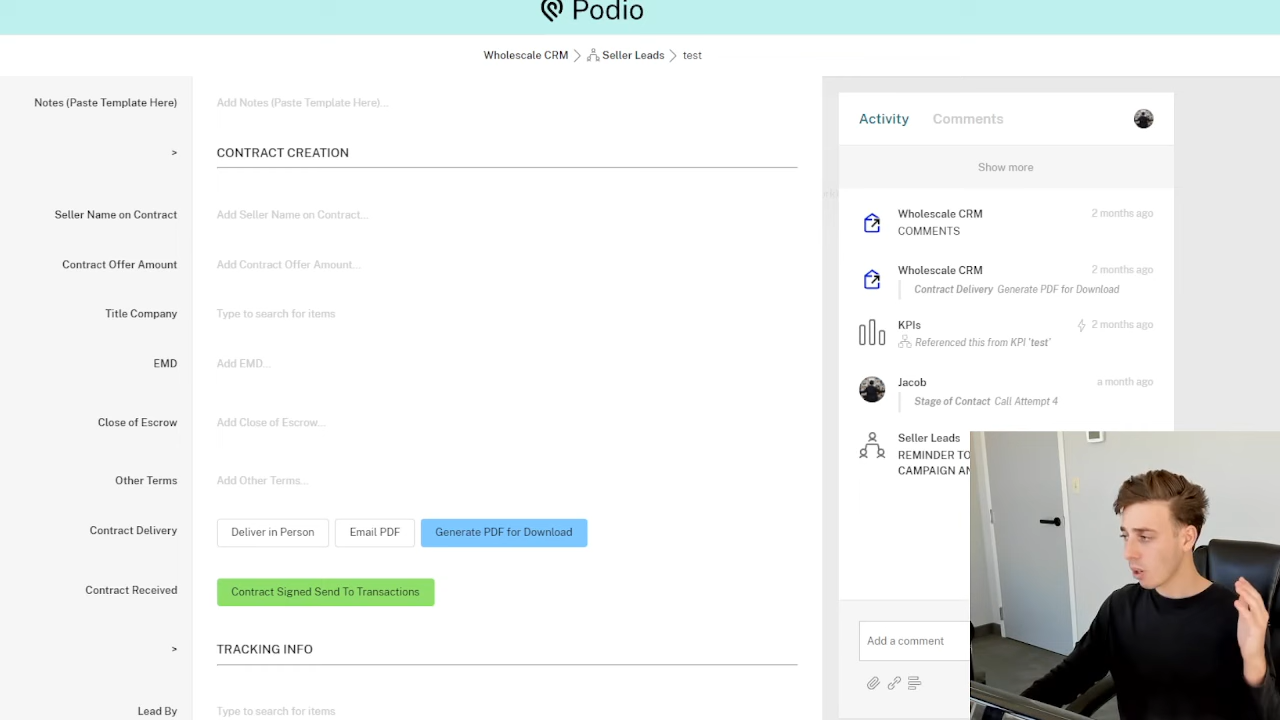 Podio
Wholescale CRM > Seller Leads > test
Notes (Paste Template Here)
Add Notes (Paste Template Here)...
>
CONTRACT CREATION
Seller Name on Contract
Add Seller Name on Contract...
Contract Offer Amount
Add Contract Offer Amount...
Title Company
Type to search for items
EMD
Add EMD...
Close of Escrow
Add Close of Escrow...
Other Terms
Add Other Terms...
Contract Delivery
Deliver in Person
Email PDF
Generate PDF for Download
Contract Received
Contract Signed Send To Transactions
>
TRACKING INFO
Lead By
Type to search for items
Activity
Comments
Show more
Wholescale CRM
2 months ago
COMMENTS
Wholescale CRM
2 months ago
Contract Delivery Generate PDF for Download
KPIs
2 months ago
Referenced this from KPI 'test'
Jacob
a month ago
Stage of Contact Call Attempt 4
Seller Leads
REMINDER TO
CAMPAIGN
Add a comment